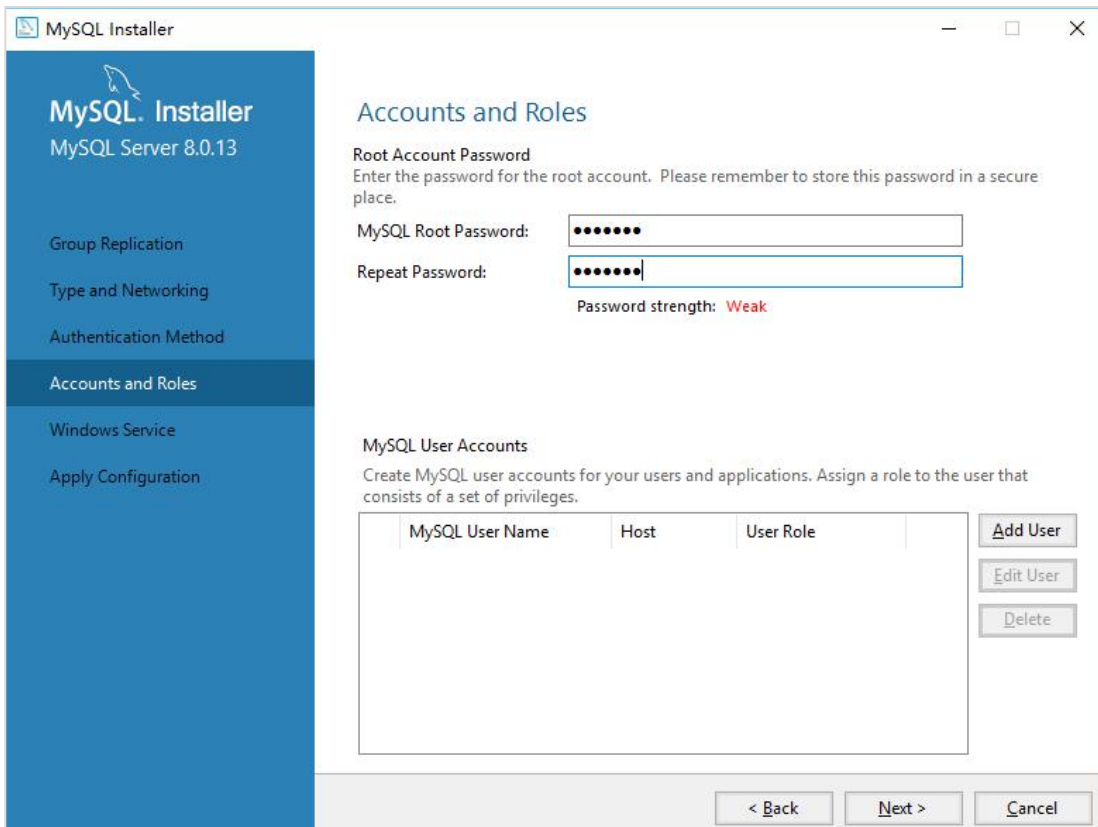 MySQL Installer
MySQL. Installer
MySQL Server 8.0.13
Group Replication
Type and Networking
Authentication Method
Accounts and Roles
Windows Service
Apply Configuration
Accounts and Roles
Root Account Password
Enter the password for the root account.  Please remember to store this password in a secure
place.
MySQL Root Password: •••••••
Repeat Password: •••••••
Password strength: Weak
MySQL User Accounts
Create MySQL user accounts for your users and applications. Assign a role to the user that
consists of a set of privileges.
MySQL User Name Host User Role
Add User
Edit User
Delete
< Back Next > Cancel